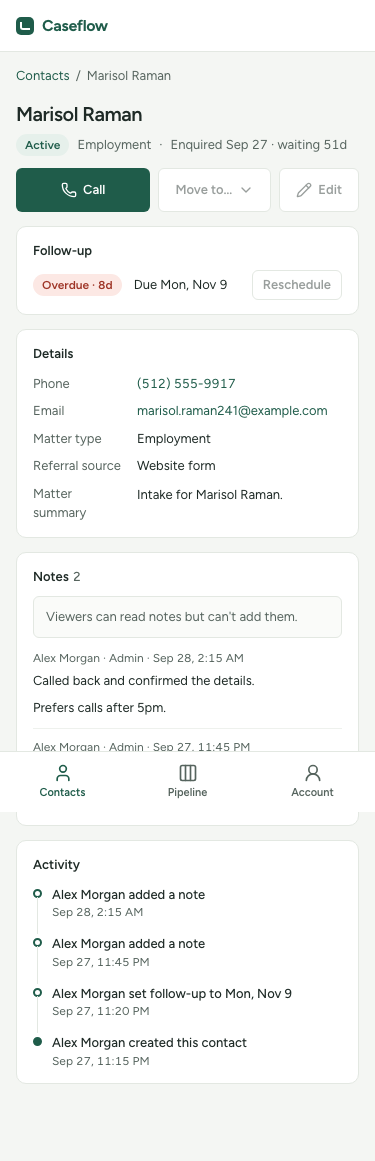 Caseflow
Contacts / Marisol Raman
Marisol Raman
Active Employment · Enquired Sep 27 · waiting 51d
Call Move to... Edit
Follow-up
Overdue · 8d Due Mon, Nov 9 Reschedule
Details
Phone (512) 555-9917
Email marisol.raman241@example.com
Matter type Employment
Referral source Website form
Matter summary Intake for Marisol Raman.
Notes 2
Viewers can read notes but can't add them.
Alex Morgan · Admin · Sep 28, 2:15 AM
Called back and confirmed the details.
Prefers calls after 5pm.
Alex Morgan · Admin · Sep 27, 11:45 PM
Contacts Pipeline Account
Activity
Alex Morgan added a note
Sep 28, 2:15 AM
Alex Morgan added a note
Sep 27, 11:45 PM
Alex Morgan set follow-up to Mon, Nov 9
Sep 27, 11:20 PM
Alex Morgan created this contact
Sep 27, 11:15 PM